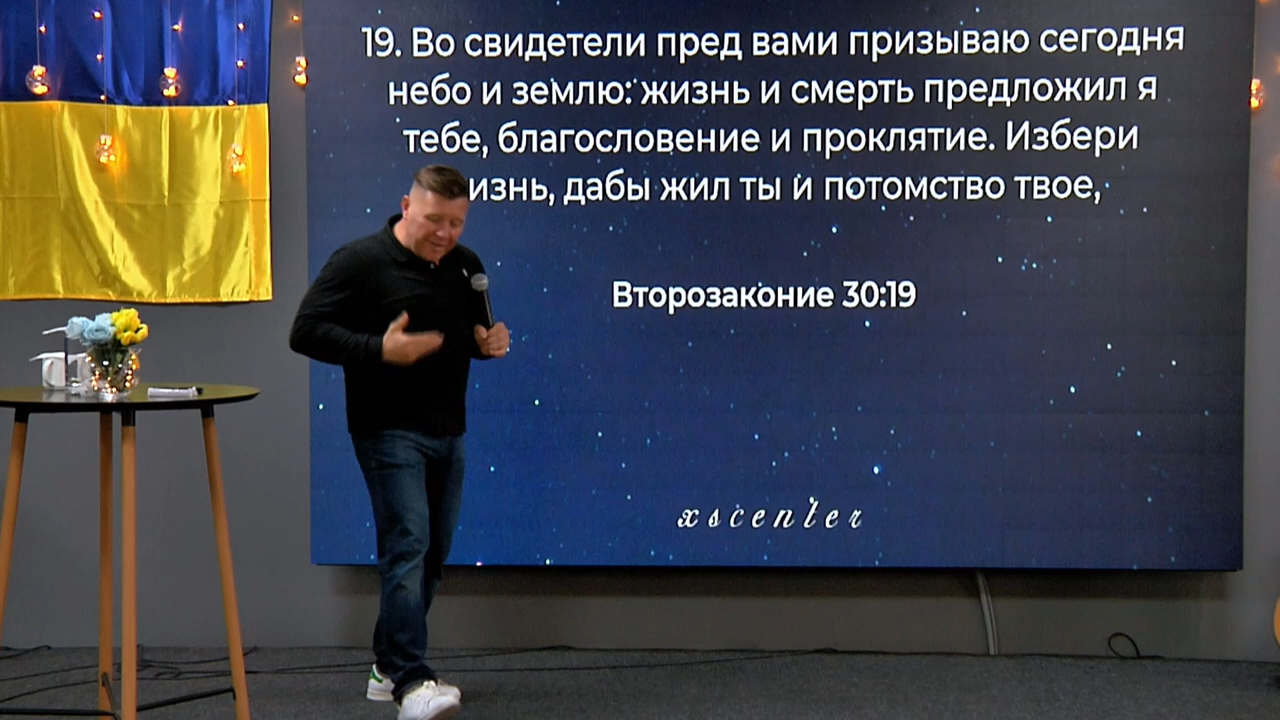 19. Во свидетели пред вами призываю сегодня
небо и землю: жизнь и смерть предложил я
тебе, благословение и проклятие. Избери
изнь, дабы жил ты и потомство твое,
Второзаконие 30:19
xscenter